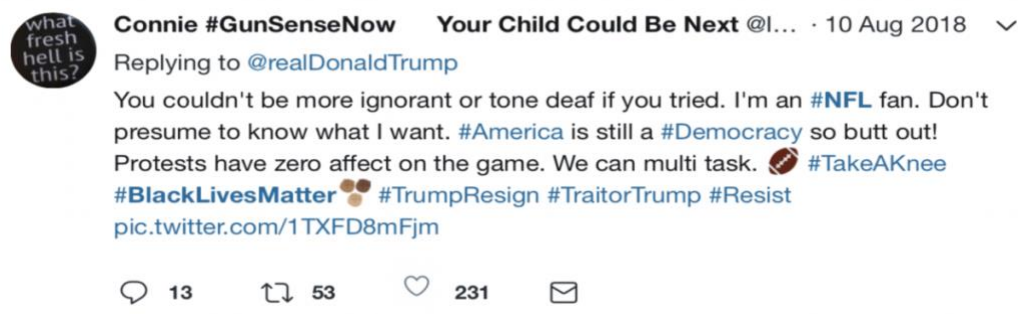 what
fresh
hell is
this?
Connie #GunSenseNow Your Child Could Be Next @I... · 10 Aug 2018
Replying to @realDonaldTrump
You couldn't be more ignorant or tone deaf if you tried. I'm an #NFL fan. Don't
presume to know what I want. #America is still a #Democracy so butt out!
Protests have zero affect on the game. We can multi task. 🏈 #TakeAKnee
#BlackLivesMatter #TrumpResign #TraitorTrump #Resist
pic.twitter.com/1TXFD8mFjm
13 53 231